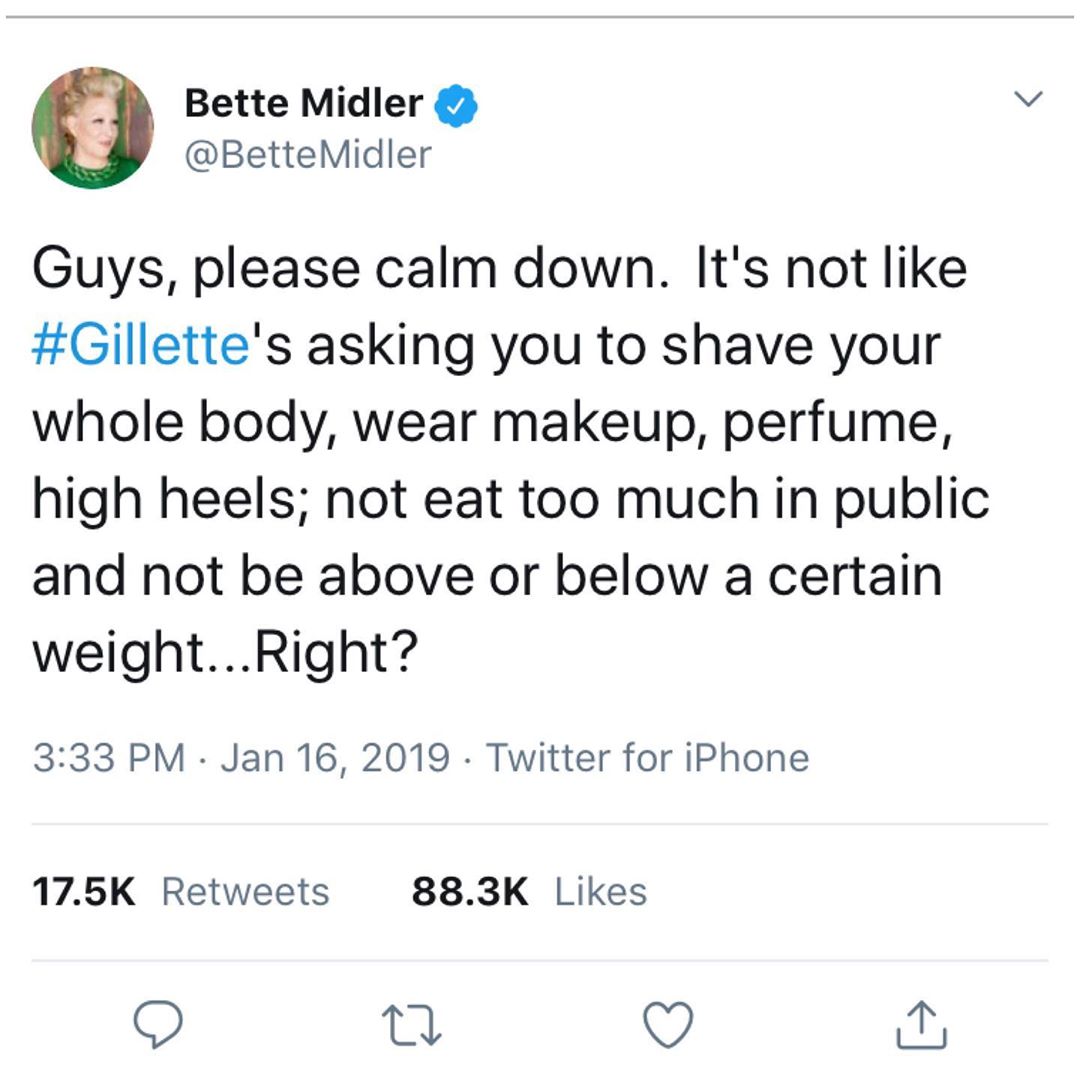 Bette Midler
@BetteMidler
Guys, please calm down.  It's not like
#Gillette's asking you to shave your
whole body, wear makeup, perfume,
high heels; not eat too much in public
and not be above or below a certain
weight...Right?
3:33 PM · Jan 16, 2019 · Twitter for iPhone
17.5K Retweets 88.3K Likes